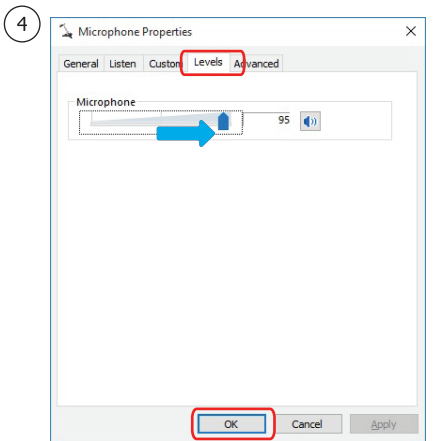 4
Microphone Properties
General Listen Custom Levels Advanced
Microphone
95
OK Cancel Apply